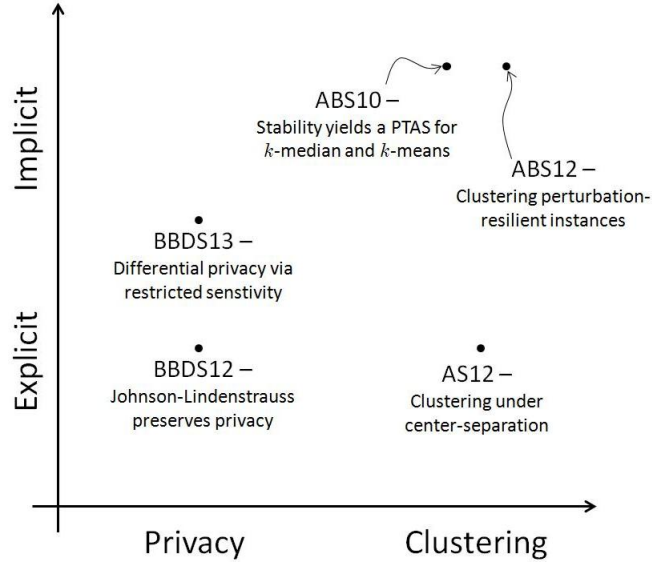 ABS10 –
Stability yields a PTAS for
k-median and k-means
ABS12 –
Clustering perturbation-
resilient instances
Implicit
BBDS13 –
Differential privacy via
restricted senstivity
Explicit
BBDS12 –
Johnson-Lindenstrauss
preserves privacy
AS12 –
Clustering under
center-separation
Privacy
Clustering